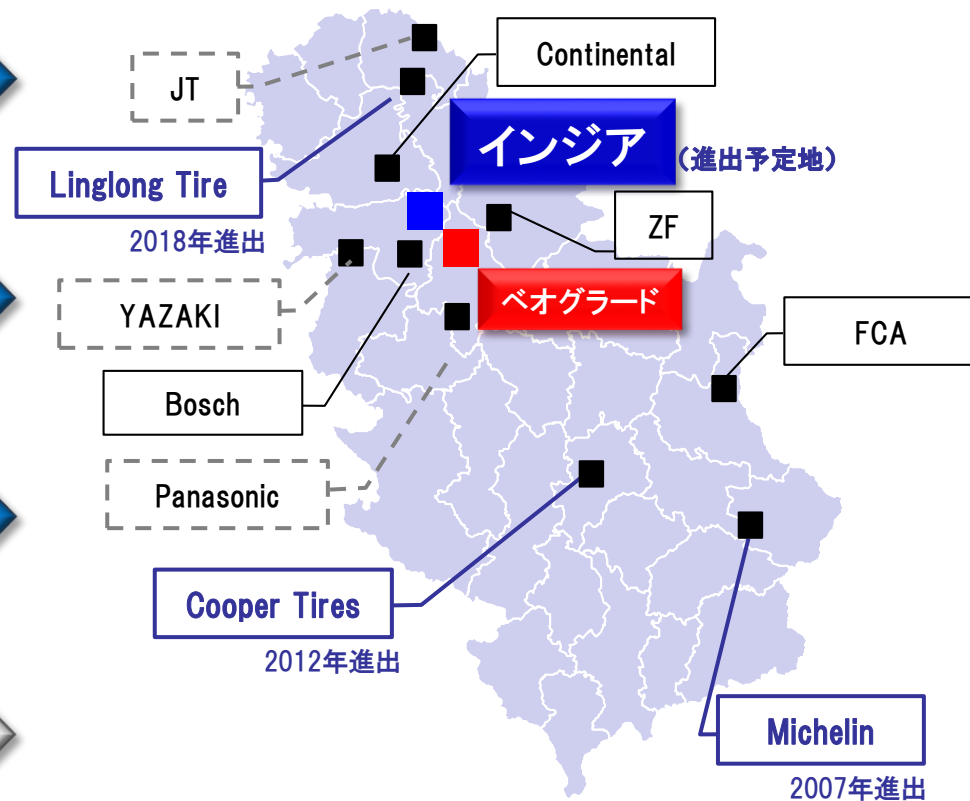 Continental
JT
インジア
(進出予定地)
Linglong Tire
2018年進出
ZF
YAZAKI
ベオグラード
FCA
Bosch
Panasonic
Cooper Tires
2012年進出
Michelin
2007年進出